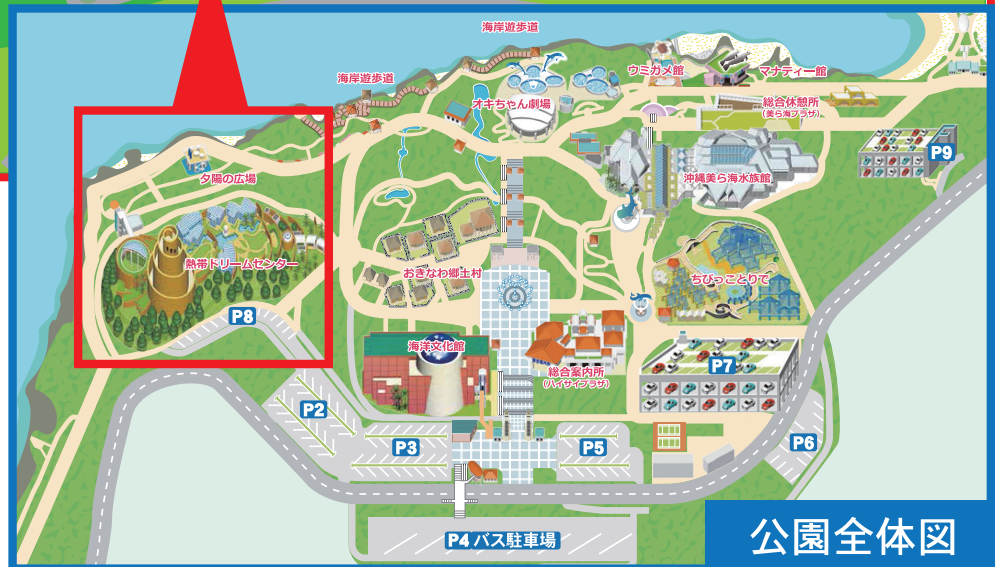 海岸遊歩道
海岸遊歩道
ウミガメ館
マナティー館
オキちゃん劇場
総合休憩所
(美ら海プラザ)
P9
夕陽の広場
沖縄美ら海水族館
熱帯ドリームセンター
おきなわ郷土村
ちびっことりで
P8
海洋文化館
総合案内所
(ハイサイプラザ)
P7
P2
P3
P5
P6
P4 バス駐車場
公園全体図